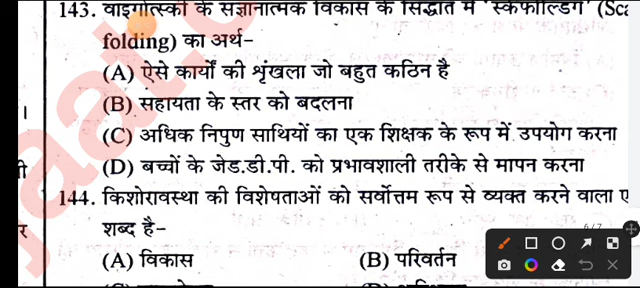 143. वाइगोत्स्की के संज्ञानात्मक विकास के सिद्धांत में 'स्केफोल्डिंग' (Sca
folding) का अर्थ–
(A) ऐसे कार्यों की शृंखला जो बहुत कठिन है
(B) सहायता के स्तर को बदलना
(C) अधिक निपुण साथियों का एक शिक्षक के रूप में उपयोग करना
(D) बच्चों के जेड.डी.पी. को प्रभावशाली तरीके से मापन करना
144. किशोरावस्था की विशेषताओं को सर्वोत्तम रूप से व्यक्त करने वाला ए
शब्द है–
(A) विकास (B) परिवर्तन